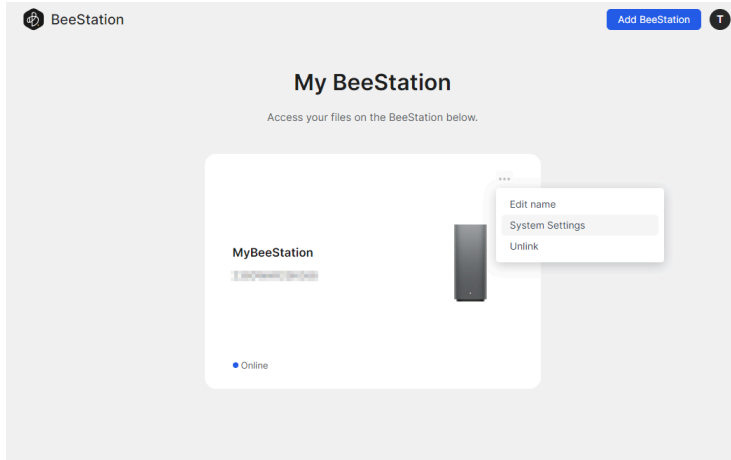 BeeStation
Add BeeStation
T
My BeeStation
Access your files on the BeeStation below.
Edit name
System Settings
Unlink
MyBeeStation
Online